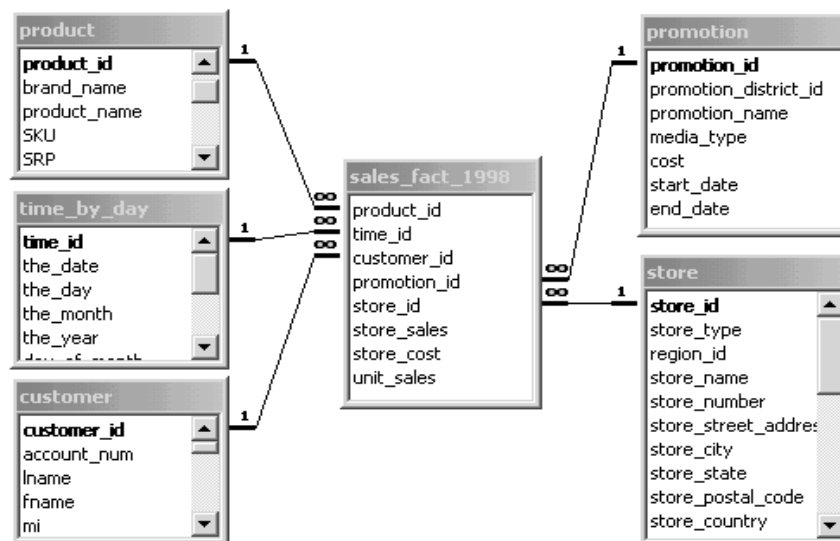 product
product_id
brand_name
product_name
SKU
SRP
1
time_by_day
time_id
the_date
the_day
the_month
the_year
day_of_month
1
customer
customer_id
account_num
lname
fname
mi
1
sales_fact_1998
product_id
time_id
customer_id
promotion_id
store_id
store_sales
store_cost
unit_sales
∞
∞
∞
∞
∞
promotion
promotion_id
promotion_district_id
promotion_name
media_type
cost
start_date
end_date
1
store
store_id
store_type
region_id
store_name
store_number
store_street_addres
store_city
store_state
store_postal_code
store_country
1